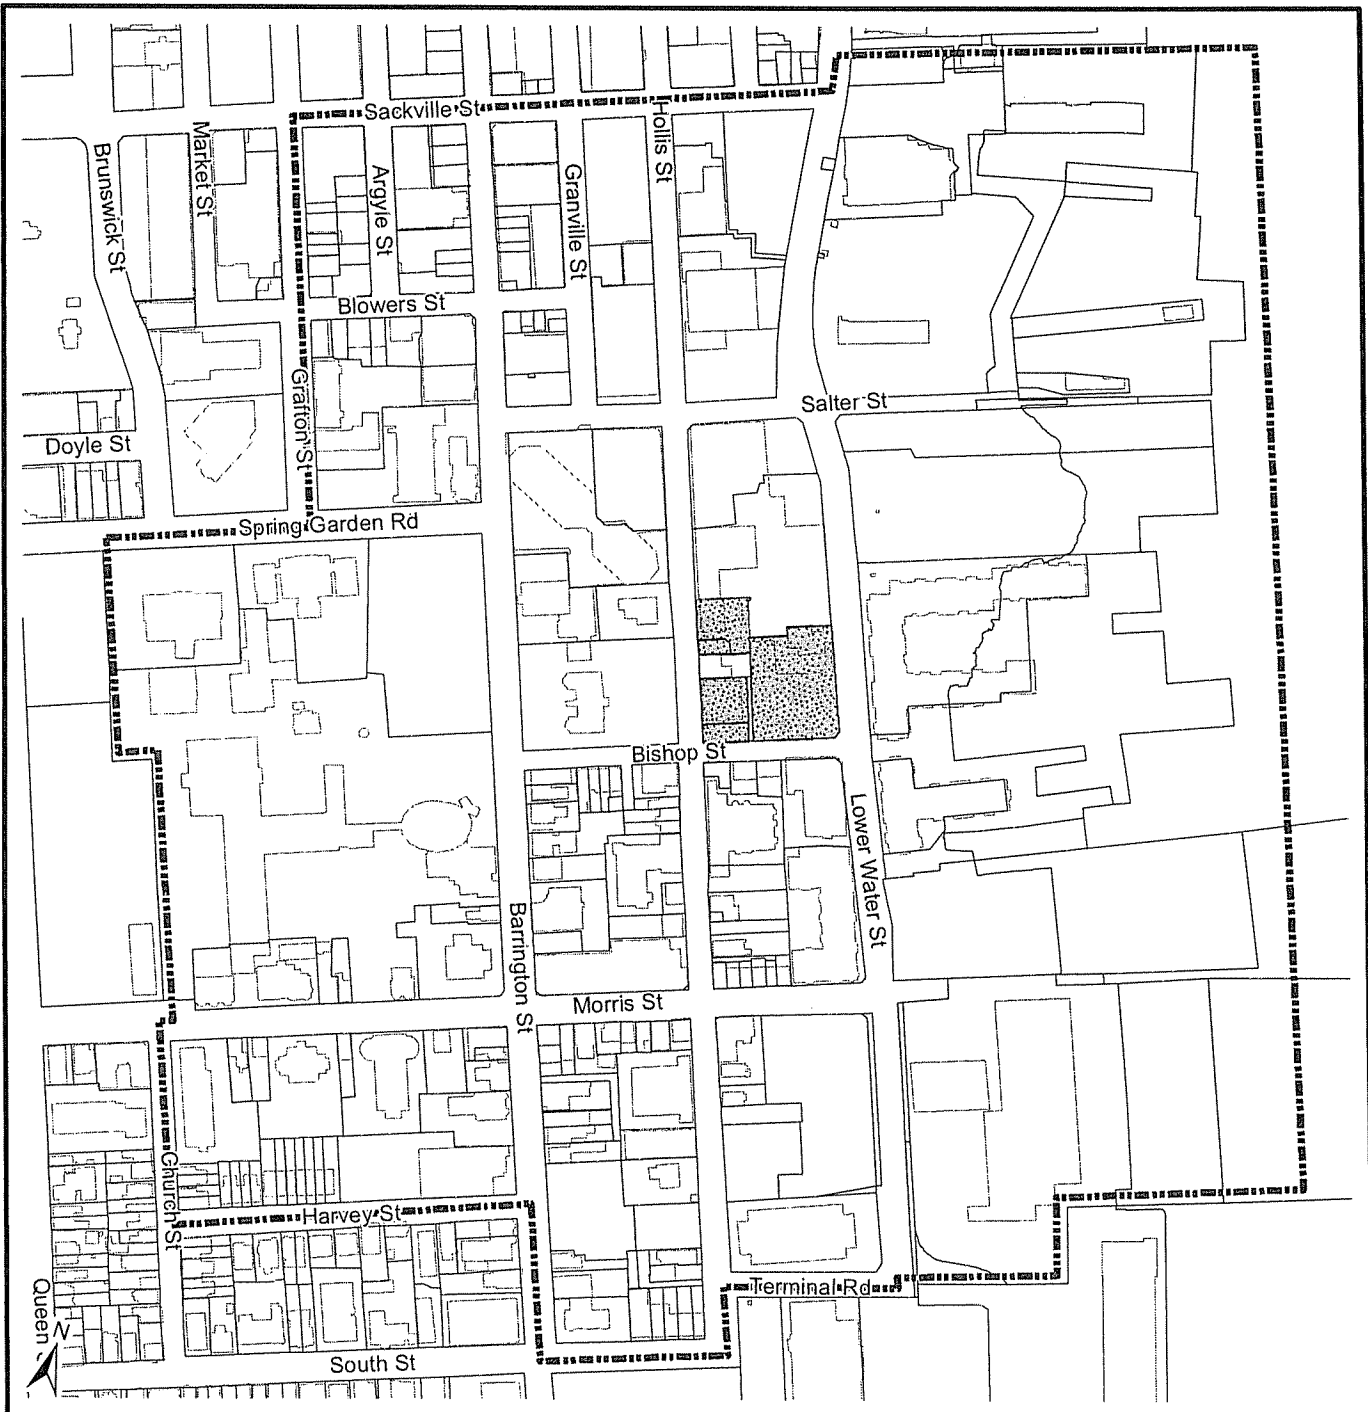 Sackville St
Hollis St
Market St
Brunswick St
Argyle St
Granville St
Blowers St
Grafton St
Salter St
Doyle St
Spring Garden Rd
Bishop St
Lower Water St
Barrington St
Morris St
Church St
Harvey St
Terminal Rd
Queen
N
South St